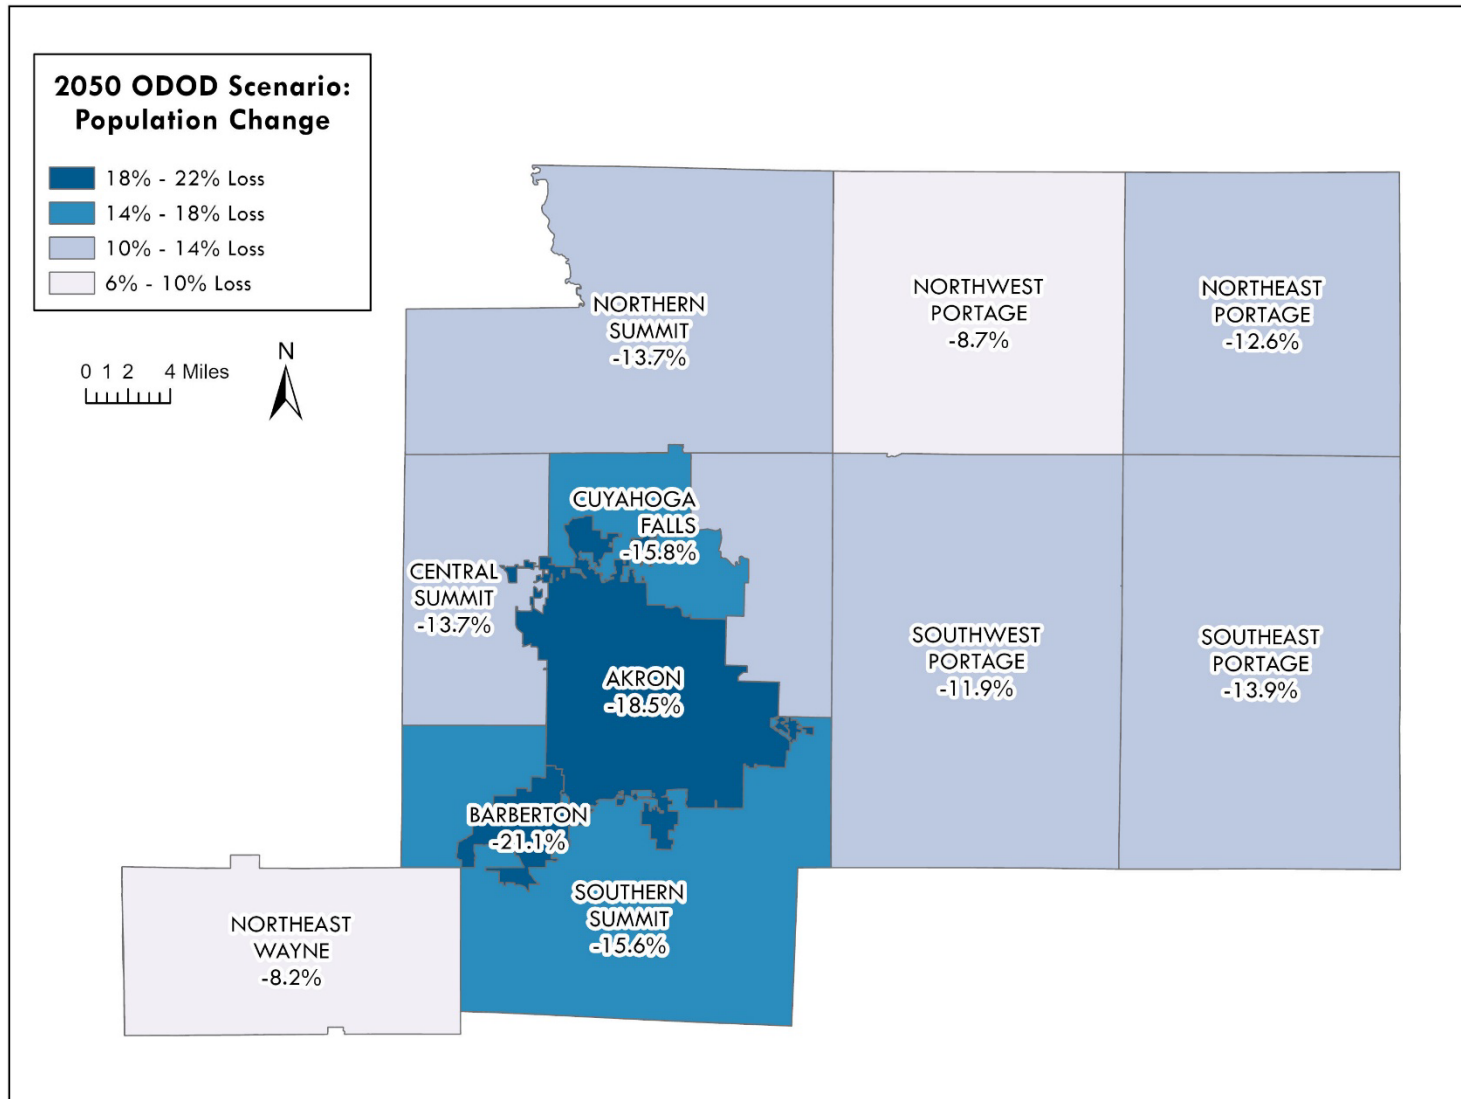 2050 ODOD Scenario:
Population Change
18% - 22% Loss
14% - 18% Loss
10% - 14% Loss
6% - 10% Loss
0 1 2 4 Miles
N
NORTHERN
SUMMIT
-13.7%
NORTHWEST
PORTAGE
-8.7%
NORTHEAST
PORTAGE
-12.6%
CUYAHOGA
FALLS
-15.8%
CENTRAL
SUMMIT
-13.7%
AKRON
-18.5%
SOUTHWEST
PORTAGE
-11.9%
SOUTHEAST
PORTAGE
-13.9%
BARBERTON
-21.1%
SOUTHERN
SUMMIT
-15.6%
NORTHEAST
WAYNE
-8.2%